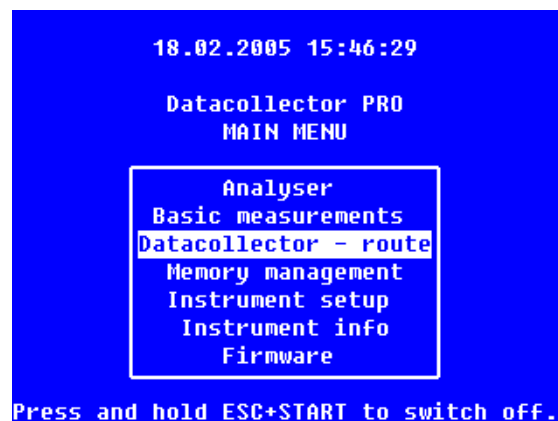 18.02.2005 15:46:29
Datacollector PRO
MAIN MENU
Analyser
Basic measurements
Datacollector - route
Memory management
Instrument setup
Instrument info
Firmware
Press and hold ESC+START to switch off.